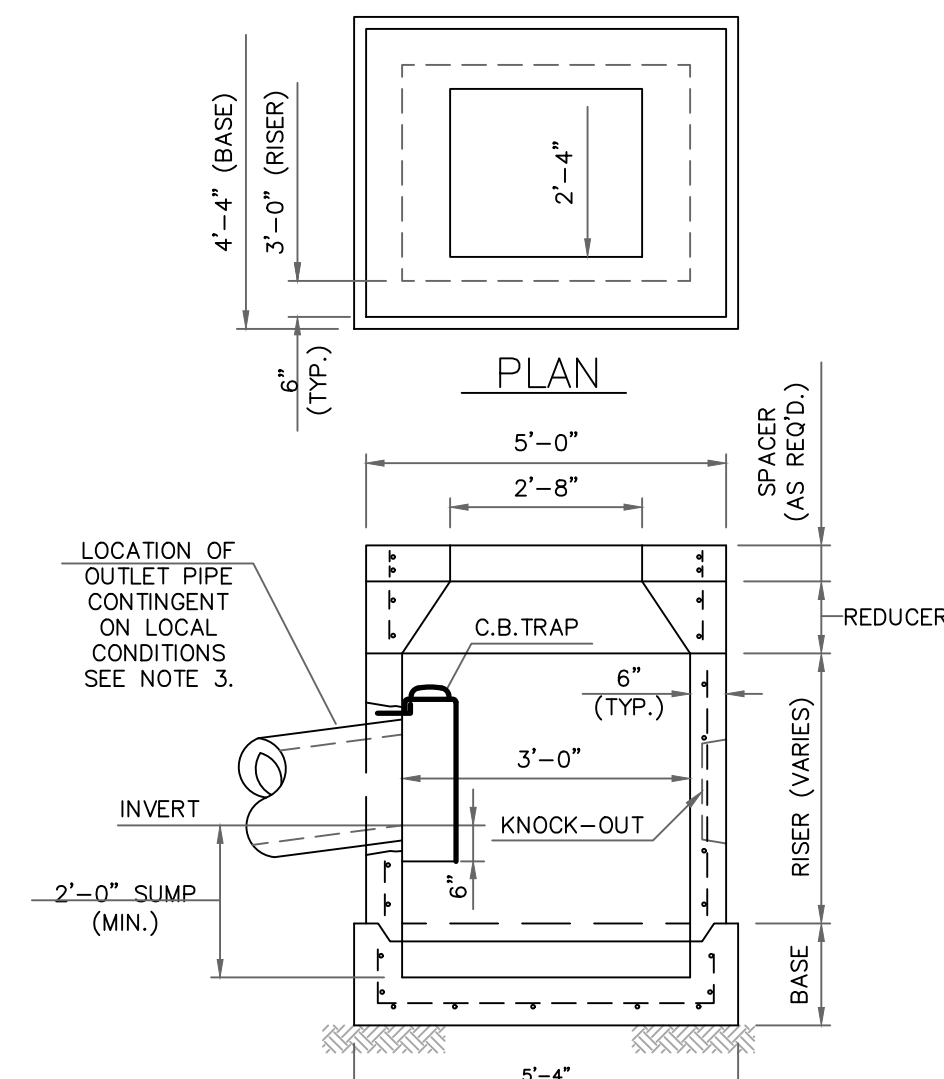 4'-4" (BASE)
3'-0" (RISER)
2'-4"
6"
(TYP.)
PLAN
SPACER
(AS REQ'D.)
5'-0"
2'-8"
LOCATION OF
OUTLET PIPE
CONTINGENT
ON LOCAL
CONDITIONS
SEE NOTE 3.
C.B.TRAP
REDUCER
6"
(TYP.)
3'-0"
RISER (VARIES)
INVERT
KNOCK-OUT
6"
2'-0" SUMP
(MIN.)
BASE
5'-4"